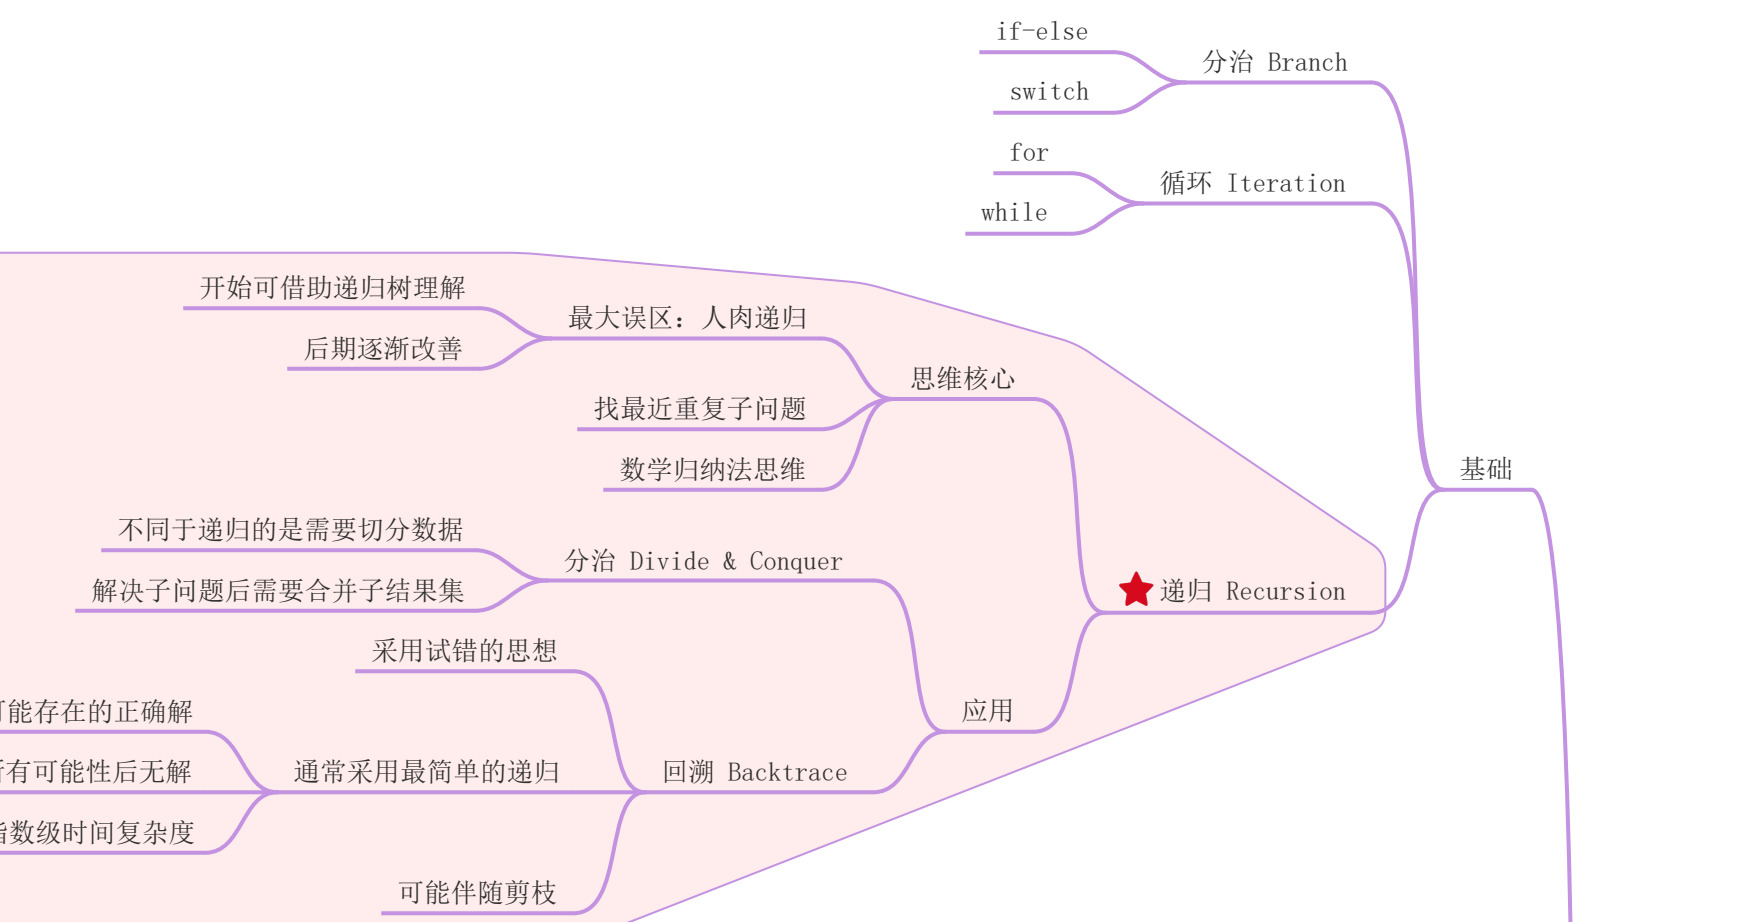 if-else
分治 Branch
switch
for
循环 Iteration
while
开始可借助递归树理解
最大误区：人肉递归
后期逐渐改善
思维核心
找最近重复子问题
数学归纳法思维
基础
不同于递归的是需要切分数据
分治 Divide & Conquer
解决子问题后需要合并子结果集
递归 Recursion
采用试错的思想
应用
可能存在的正确解
所有可能性后无解
通常采用最简单的递归
回溯 Backtrace
指数级时间复杂度
可能伴随剪枝